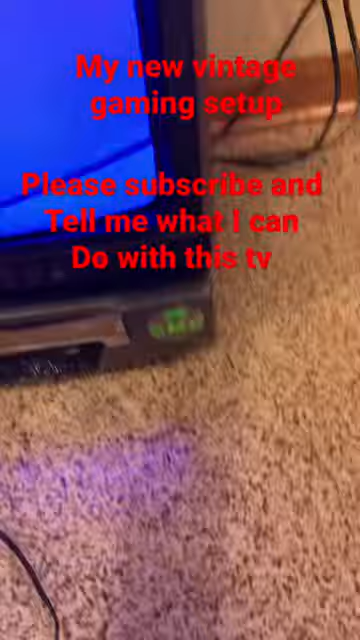 My new vintage
gaming setup
Please subscribe and
Tell me what I can
Do with this tv